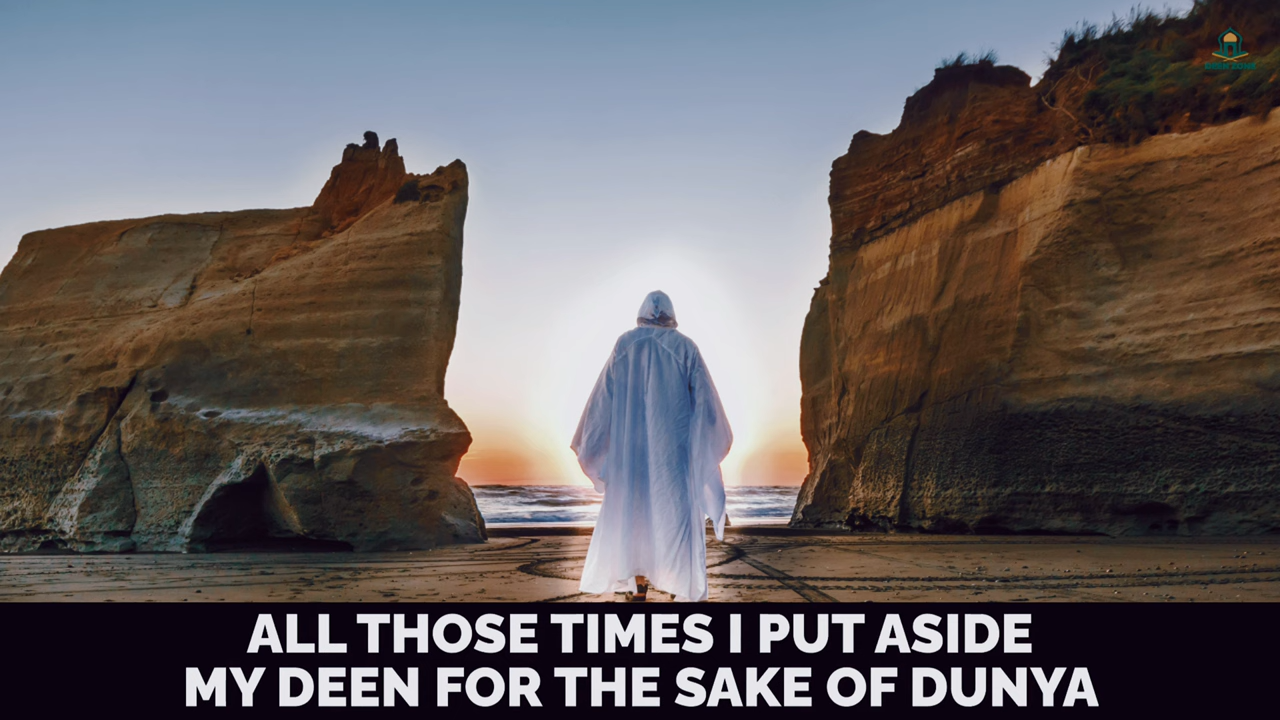 ALL THOSE TIMES I PUT ASIDE
MY DEEN FOR THE SAKE OF DUNYA